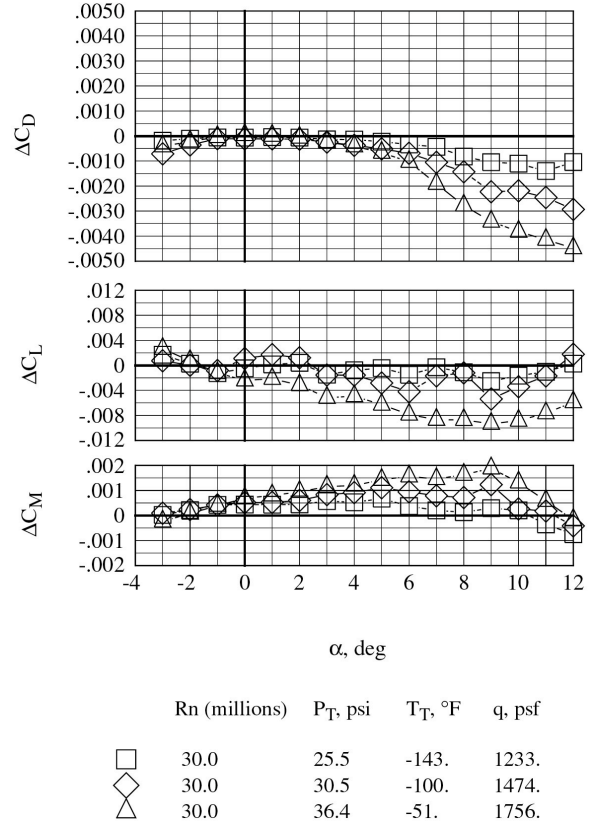 .0050
.0040
.0030
.0020
.0010
0
-.0010
-.0020
-.0030
-.0040
-.0050
ΔC_D
.012
.008
.004
0
-.004
-.008
-.012
ΔC_L
.002
.001
0
-.001
-.002
ΔC_M
-4 -2 0 2 4 6 8 10 12
α, deg
Rn (millions) P_T, psi T_T, °F q, psf
30.0 25.5 -143. 1233.
30.0 30.5 -100. 1474.
30.0 36.4 -51. 1756.